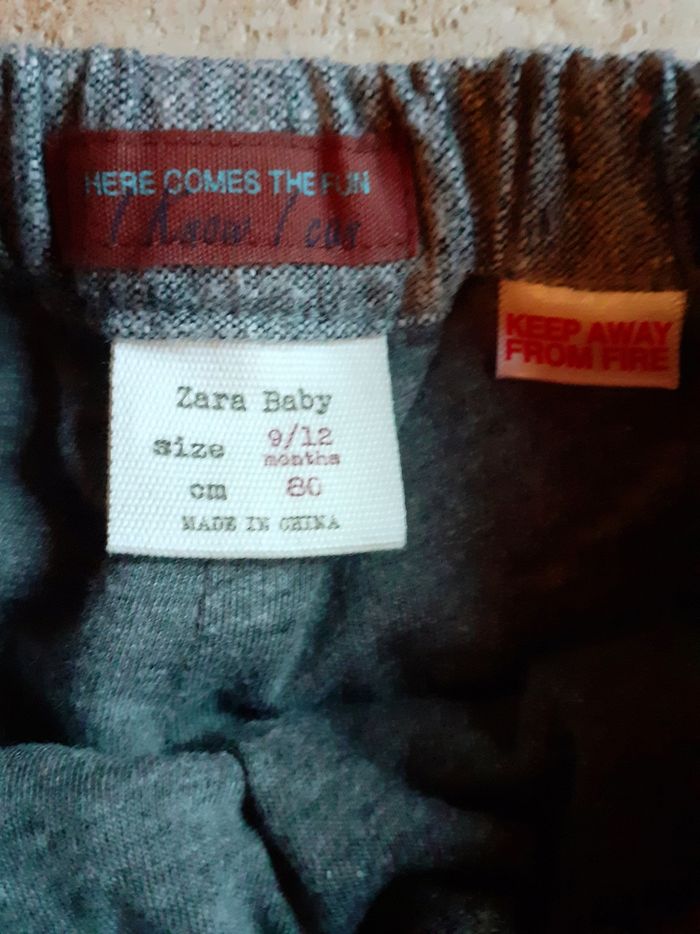 HERE COMES THE FUN
I Know I can
Zara Baby
size 9/12
months
cm 80
MADE IN CHINA
KEEP AWAY
FROM FIRE